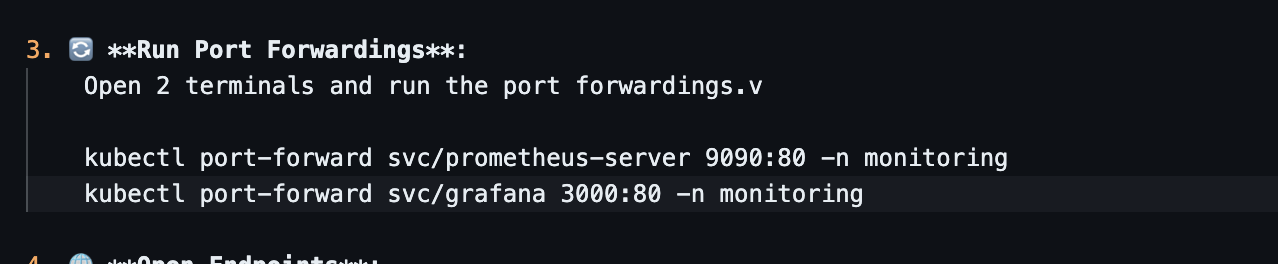 3. 🔄 **Run Port Forwardings**:
Open 2 terminals and run the port forwardings.v
kubectl port-forward svc/prometheus-server 9090:80 -n monitoring
kubectl port-forward svc/grafana 3000:80 -n monitoring
4. 🌐 **Open Endpoints**: